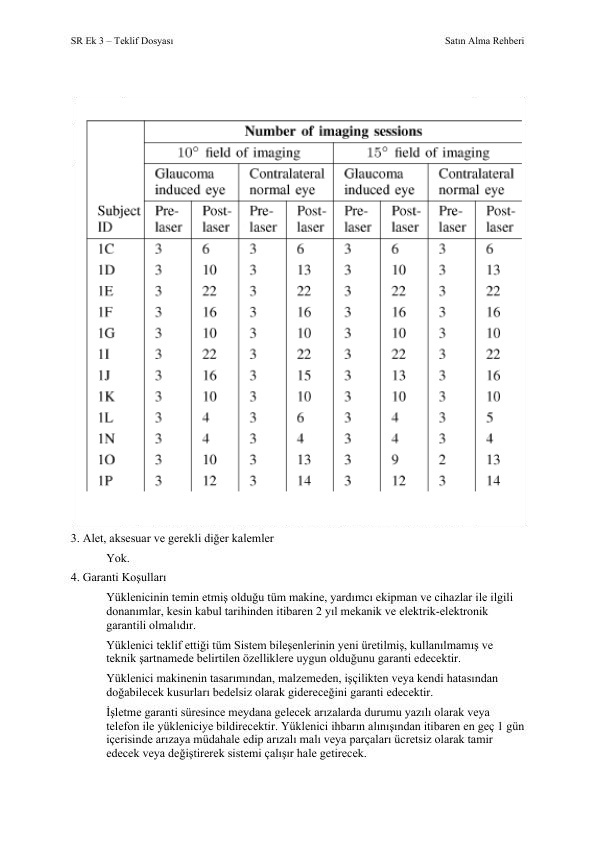 SR Ek 3 – Teklif Dosyası Satın Alma Rehberi
Number of imaging sessions
10° field of imaging 15° field of imaging
Glaucoma Contralateral Glaucoma Contralateral
induced eye normal eye induced eye normal eye
Subject Pre- Post- Pre- Post- Pre- Post- Pre- Post-
ID laser laser laser laser laser laser laser laser
1C 3 6 3 6 3 6 3 6
1D 3 10 3 13 3 10 3 13
1E 3 22 3 22 3 22 3 22
1F 3 16 3 16 3 16 3 16
1G 3 10 3 10 3 10 3 10
1I 3 22 3 22 3 22 3 22
1J 3 16 3 15 3 13 3 16
1K 3 10 3 10 3 10 3 10
1L 3 4 3 6 3 4 3 5
1N 3 4 3 4 3 4 3 4
1O 3 10 3 13 3 9 2 13
1P 3 12 3 14 3 12 3 14
3. Alet, aksesuar ve gerekli diğer kalemler
Yok.
4. Garanti Koşulları
Yüklenicinin temin etmiş olduğu tüm makine, yardımcı ekipman ve cihazlar ile ilgili
donanımlar, kesin kabul tarihinden itibaren 2 yıl mekanik ve elektrik-elektronik
garantili olmalıdır.
Yüklenici teklif ettiği tüm Sistem bileşenlerinin yeni üretilmiş, kullanılmamış ve
teknik şartnamede belirtilen özelliklere uygun olduğunu garanti edecektir.
Yüklenici makinenin tasarımından, malzemeden, işçilikten veya kendi hatasından
doğabilecek kusurları bedelsiz olarak gidereceğini garanti edecektir.
İşletme garanti süresince meydana gelecek arızalarda durumu yazılı olarak veya
telefon ile yükleniciye bildirecektir. Yüklenici ihbarın alınışından itibaren en geç 1 gün
içerisinde arızaya müdahale edip arızalı malı veya parçaları ücretsiz olarak tamir
edecek veya değiştirerek sistemi çalışır hale getirecek.